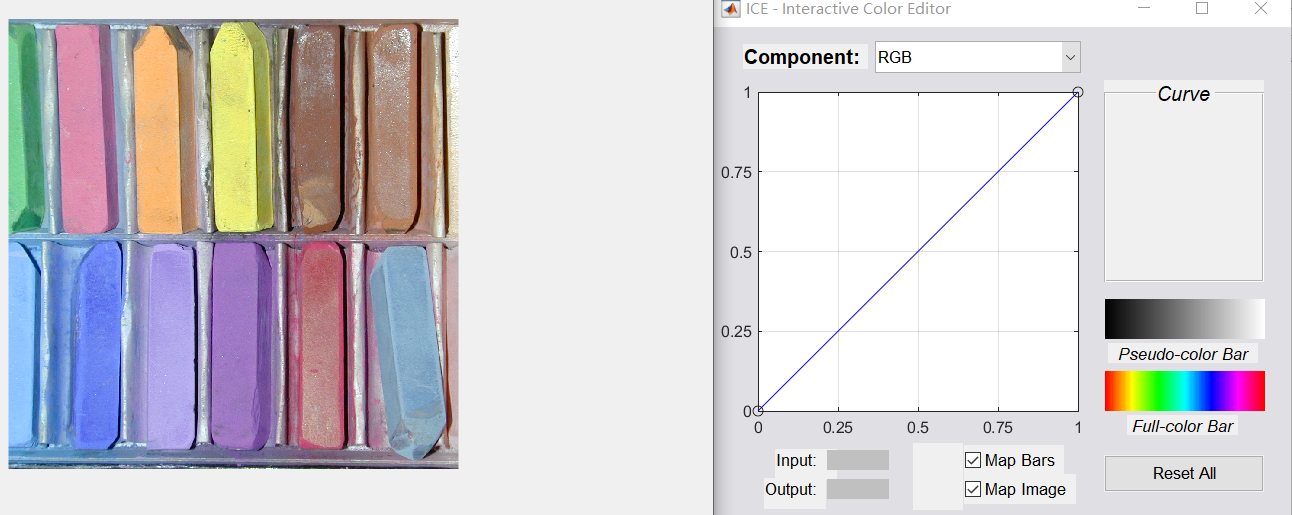 ICE - Interactive Color Editor
Component:
RGB
Curve
1
0.75
0.5
0.25
0
0
0.25
0.5
0.75
1
Pseudo-color Bar
Full-color Bar
Input:
Map Bars
Output:
Map Image
Reset All